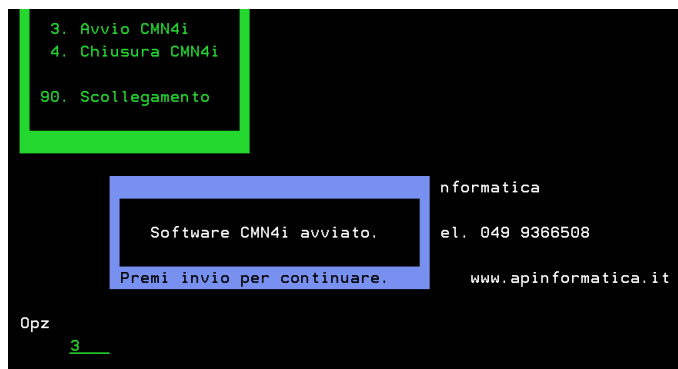 3. Avvio CMN4i
4. Chiusura CMN4i
90. Scollegamento
nformatica
Software CMN4i avviato.
el. 049 9366508
Premi invio per continuare.
www.apinformatica.it
Opz
3